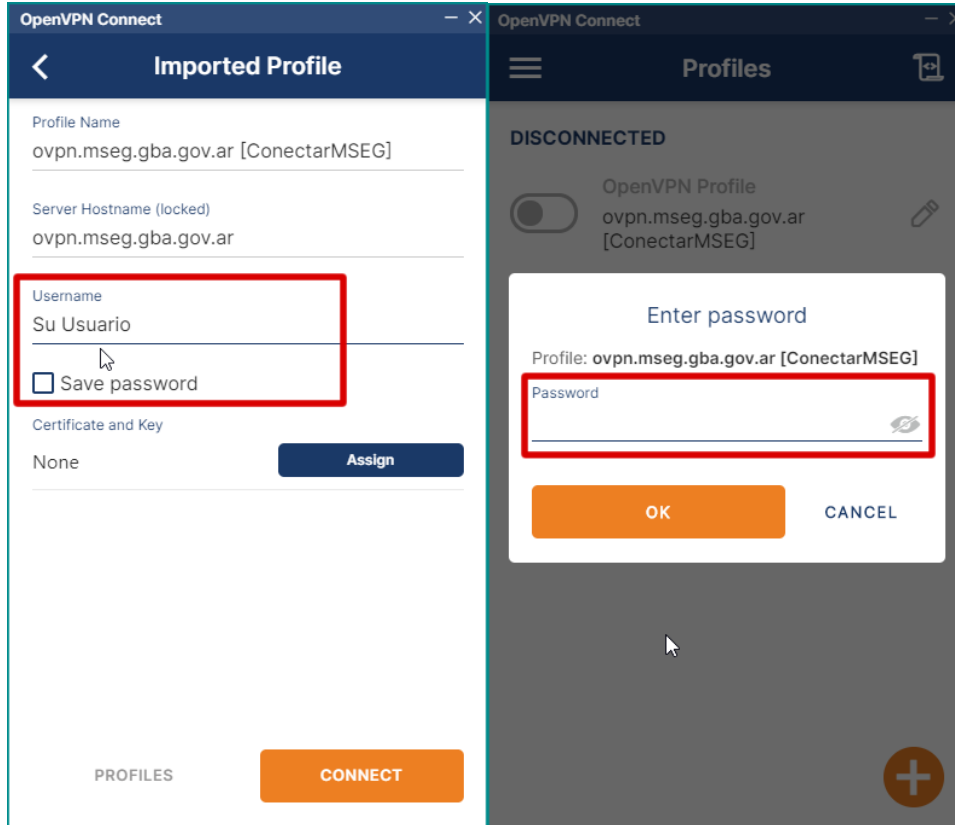 OpenVPN Connect
Imported Profile
Profile Name
ovpn.mseg.gba.gov.ar [ConectarMSEG]
Server Hostname (locked)
ovpn.mseg.gba.gov.ar
Username
Su Usuario
Save password
Certificate and Key
None
Assign
PROFILES
CONNECT
OpenVPN Connect
Profiles
DISCONNECTED
OpenVPN Profile
ovpn.mseg.gba.gov.ar
[ConectarMSEG]
Enter password
Profile: ovpn.mseg.gba.gov.ar [ConectarMSEG]
Password
OK
CANCEL